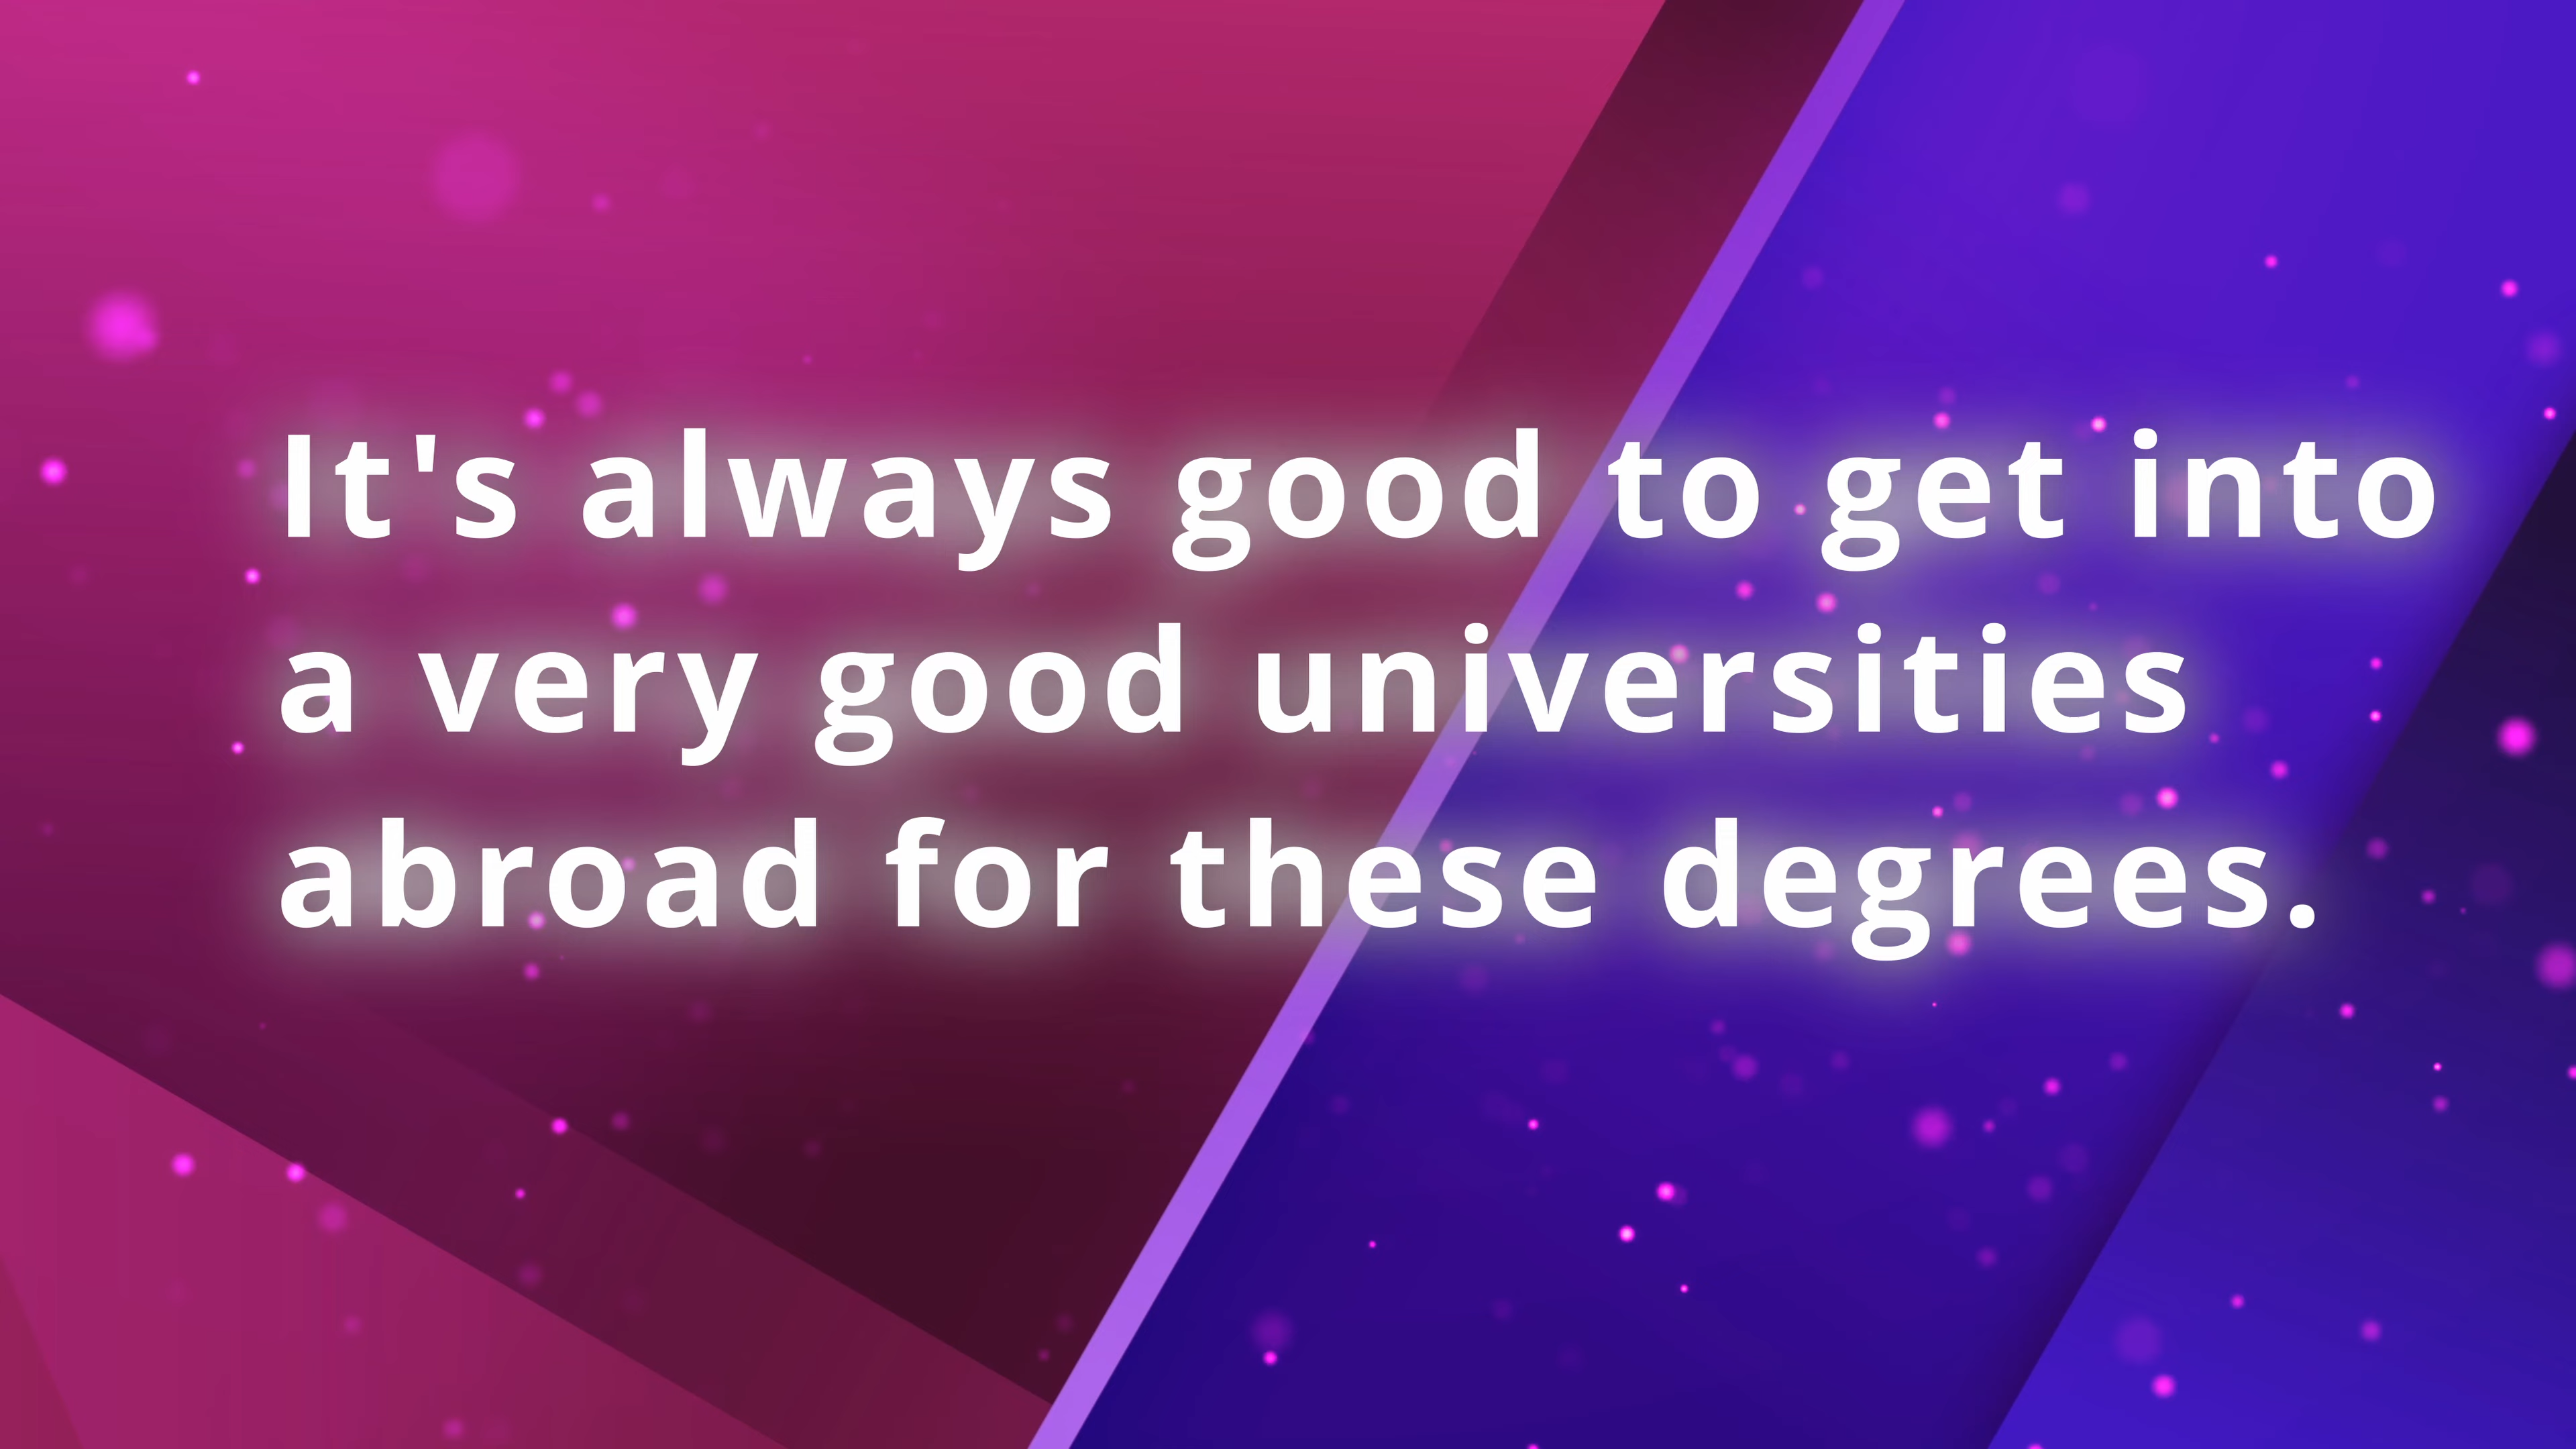 It's always good to get into
a very good universities
abroad for these degrees.